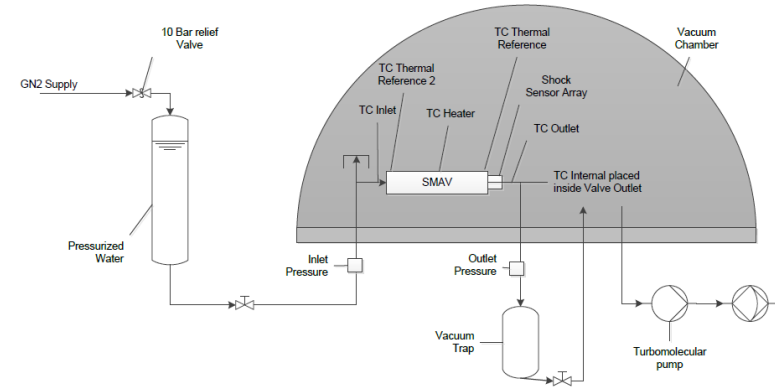 10 Bar relief
Valve
GN2 Supply
Pressurized
Water
TC Thermal
Reference
Vacuum
Chamber
TC Thermal
Reference 2
Shock
Sensor Array
TC Inlet
TC Heater
TC Outlet
SMAV
TC Internal placed
inside Valve Outlet
Inlet
Pressure
Outlet
Pressure
Vacuum
Trap
Turbomolecular
pump